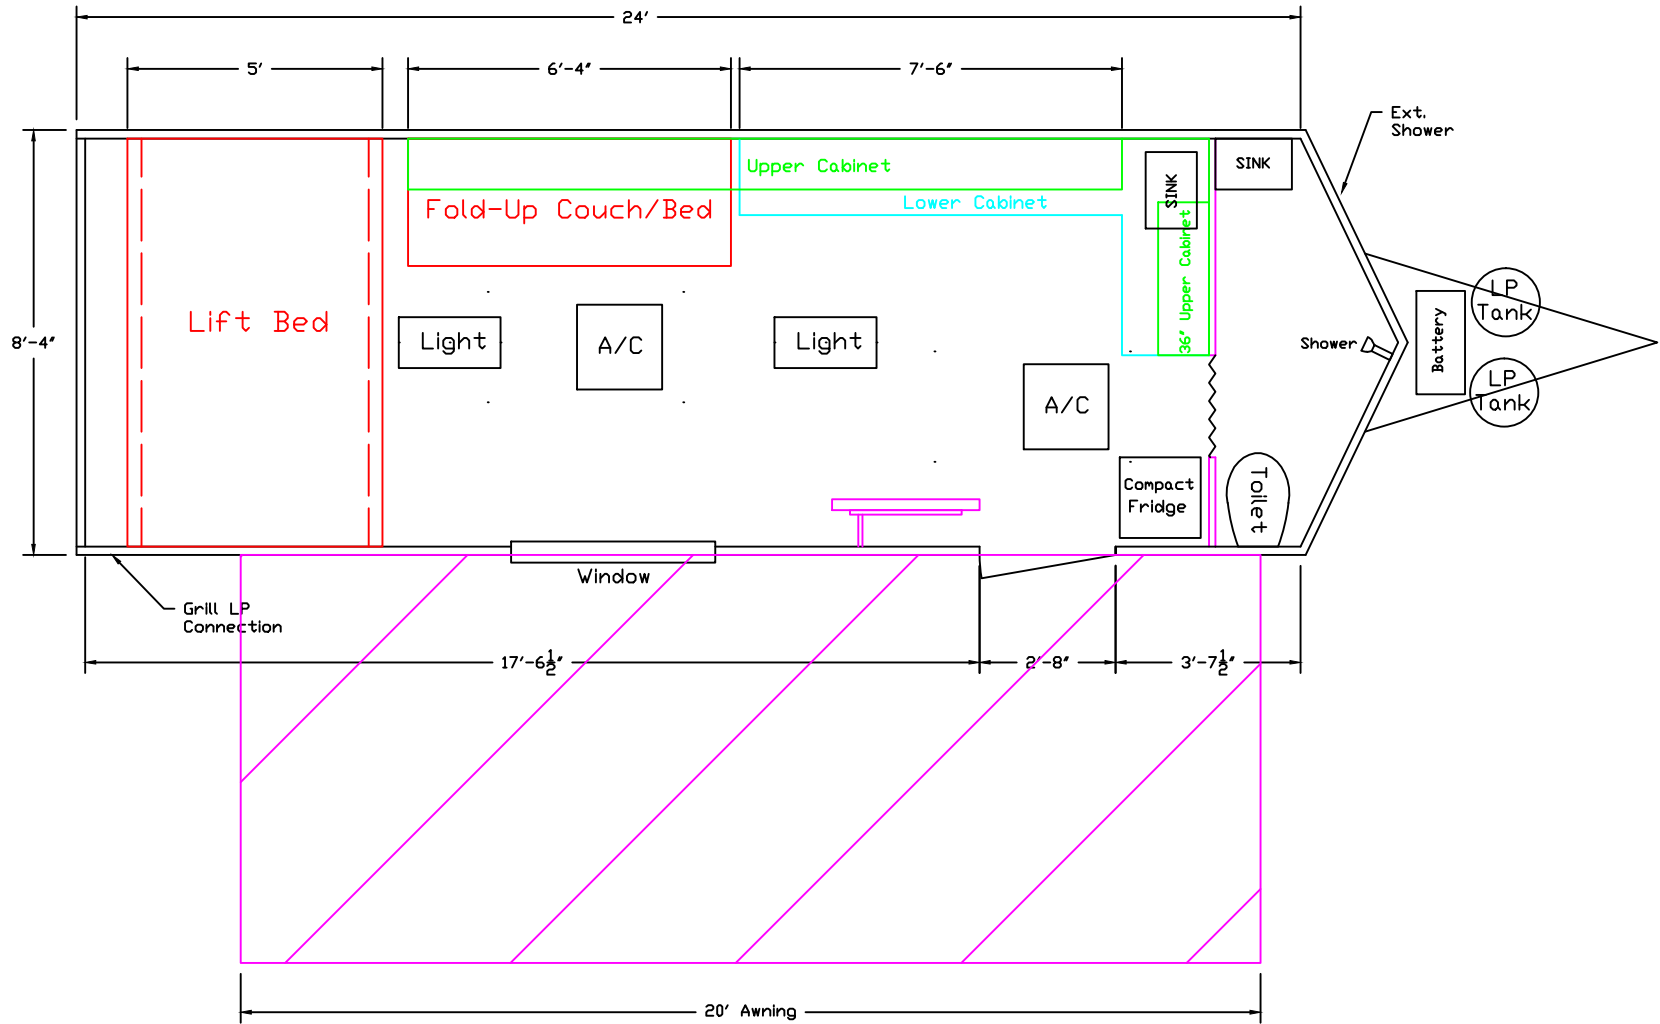 24'
5'
6'-4"
7'-6"
Ext.
Shower
Upper Cabinet
SINK
SINK
Lower Cabinet
Fold-Up Couch/Bed
36" Upper Cabinet
Lift Bed
Light
A/C
Light
8'-4"
Shower
Battery
LP
Tank
LP
Tank
A/C
Compact
Fridge
Toilet
Window
Grill LP
Connection
17'-6½"
2'-8"
3'-7½"
20' Awning